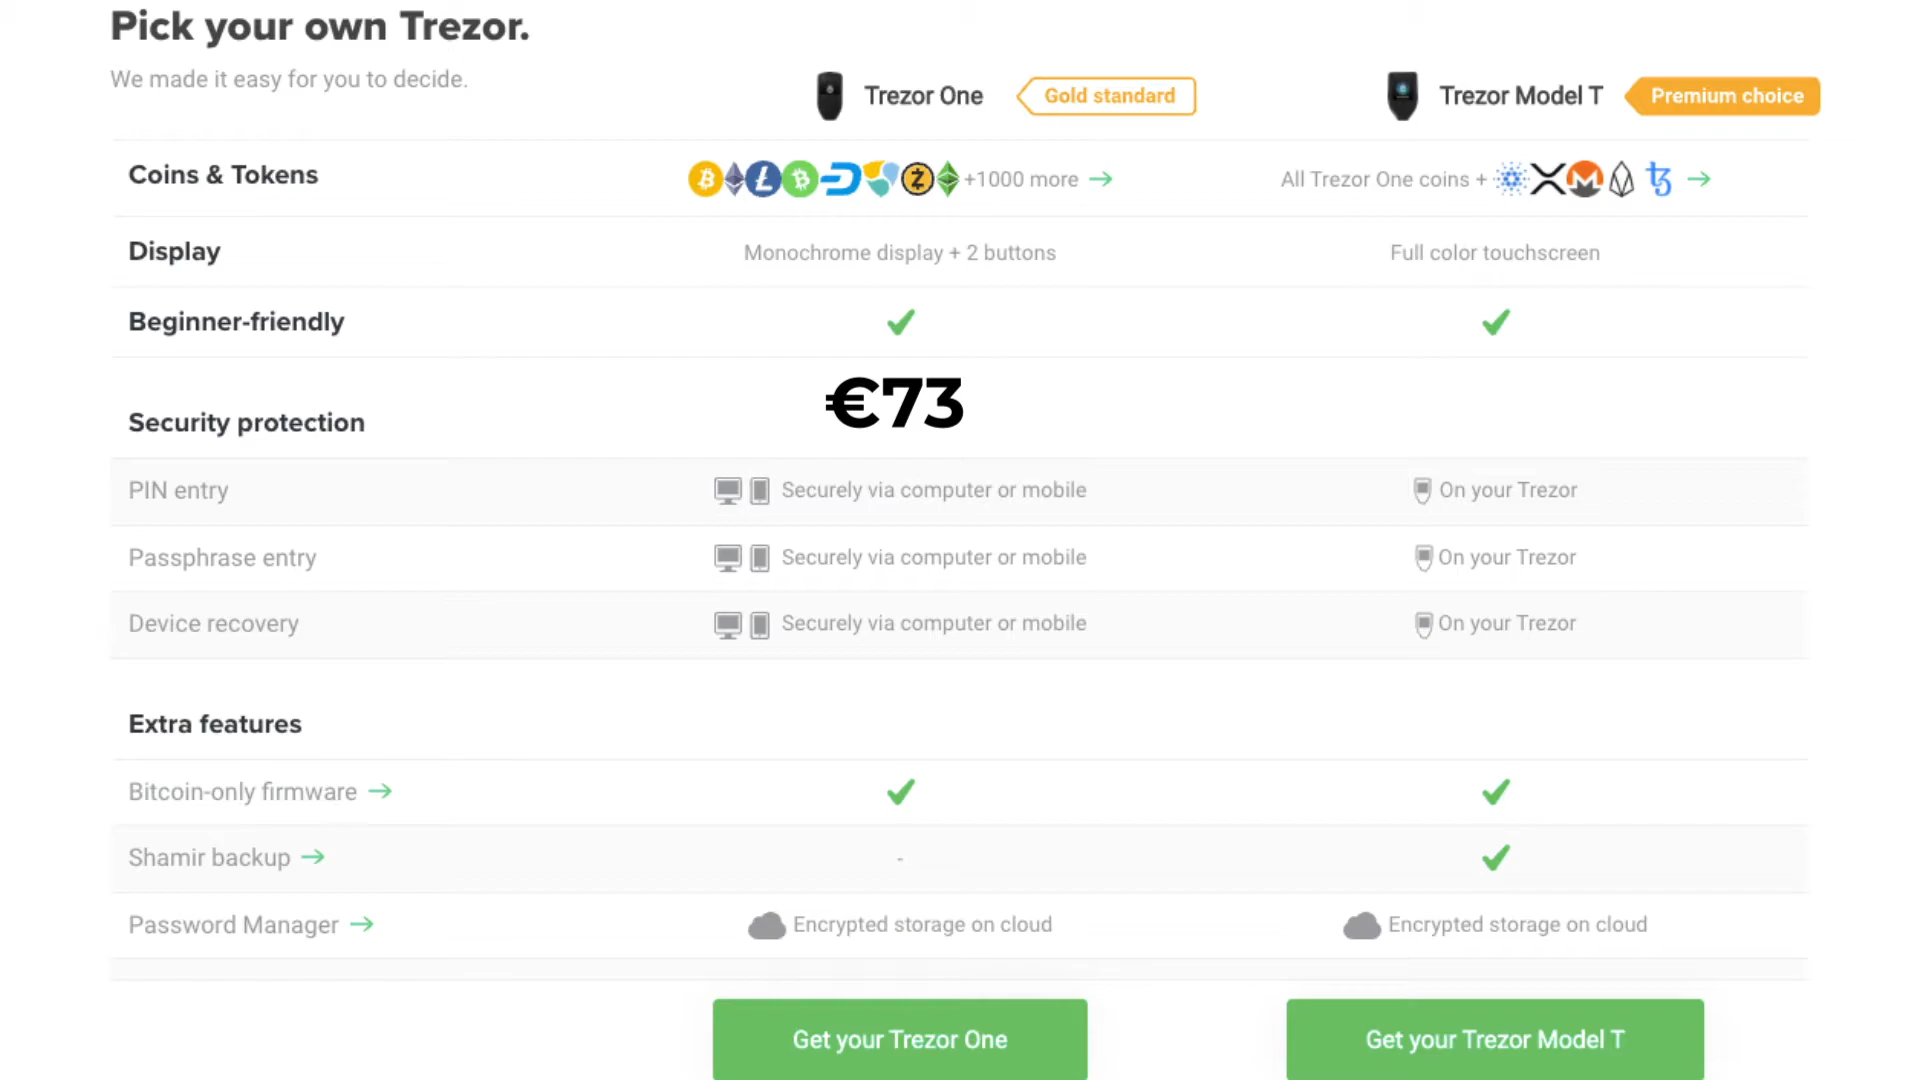 Pick your own Trezor.
We made it easy for you to decide.
Trezor One
Gold standard
Trezor Model T
Premium choice
Coins & Tokens
+1000 more →
All Trezor One coins + →
Display
Monochrome display + 2 buttons
Full color touchscreen
Beginner-friendly
€73
Security protection
PIN entry
Securely via computer or mobile
On your Trezor
Passphrase entry
Securely via computer or mobile
On your Trezor
Device recovery
Securely via computer or mobile
On your Trezor
Extra features
Bitcoin-only firmware →
Shamir backup →
-
Password Manager →
Encrypted storage on cloud
Encrypted storage on cloud
Get your Trezor One
Get your Trezor Model T